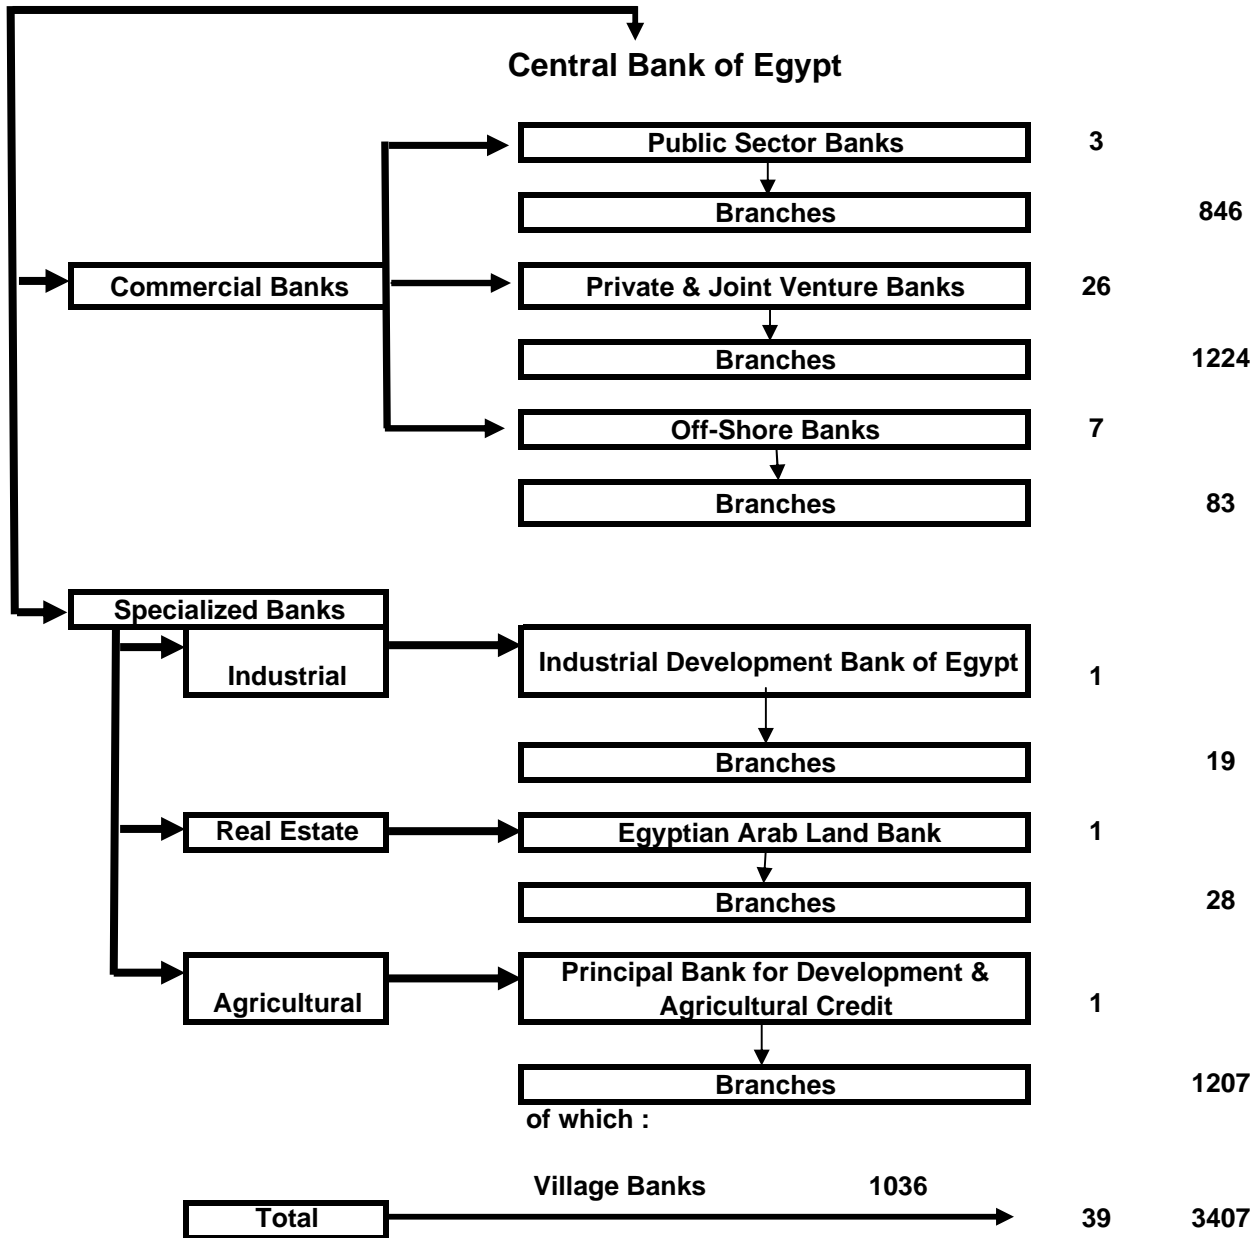 Central Bank of Egypt
Public Sector Banks 3
Branches 846
Commercial Banks Private & Joint Venture Banks 26
Branches 1224
Off-Shore Banks 7
Branches 83
Specialized Banks
Industrial Industrial Development Bank of Egypt 1
Branches 19
Real Estate Egyptian Arab Land Bank 1
Branches 28
Principal Bank for Development &
Agricultural Agricultural Credit 1
Branches 1207
of which :
Village Banks 1036
Total 39 3407